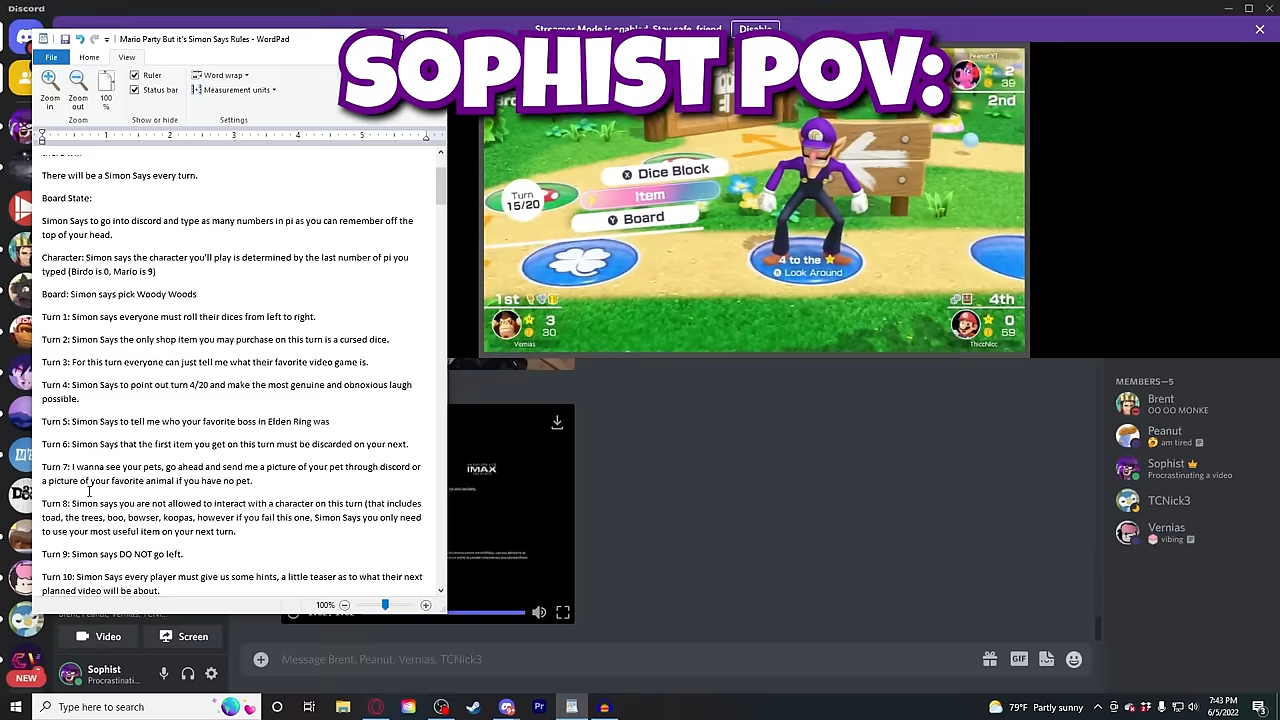 Discord
Mario Party But it's Simon Says Rules - WordPad
Streamer Mode is enabled. Stay safe, friend.
Disable
SOPHIST POV:
File
Home
View
Zoom in
Zoom out
100 %
Ruler
Status bar
Word wrap
Measurement units
Zoom
Show or hide
Settings
1 2 3 4 5
There will be a Simon Says every turn.
Board State:
Simon Says to go into discord and type as many numbers in pi as you can remember off the
top of your head.
Character: Simon says the character you'll play is determined by the last number of pi you
typed (Birdo is 0, Mario is 9)
Board: Simon says pick Woody Woods
Turn 1: Simon says everyone must roll their dices from left to right.
Turn 2: Simon Says the only shop item you may purchase on this turn is a cursed dice.
Turn 3: For this turn everyone can just tell me what their favorite video game is.
Turn 4: Simon Says to point out turn 4/20 and make the most genuine and obnoxious laugh
possible.
Turn 5: Simon Says to tell me who your favorite boss in Elden Ring was
Turn 6: Simon Says that the first item you get on this turn must be discarded on your next.
Turn 7: I wanna see your pets, go ahead and send me a picture of your pet through discord or
of your favorite animal if you have no pet.
Turn 8: Simon says you are not allowed to interact with a character on this turn (that includes
toad, the trees, boo, bowser, koopas, however if you fail this one, Simon Says you only need
to use your most useful item on your next turn.
Turn 9: Simon says DO NOT go left.
Turn 10: Simon Says every player must give us some hints, a little teaser as to what their next
planned video will be about.
100%
2
39
2nd
X Dice Block
Turn
15/20
Item
Y Board
4 to the
Look Around
1st
3
30
Vernias
4th
0
59
ThiccNicc
IMAX
MEMBERS—5
Brent
OO OO MONKE
Peanut
am tired
Sophist
Procrastinating a video
TCNick3
Vernias
vibing
Video
Screen
Sophist
Procrastinati...
Message Brent, Peanut, Vernias, TCNick3
GIF
NEW
Type here to search
Pr
79°F Partly sunny
7:43 PM
6/5/2022